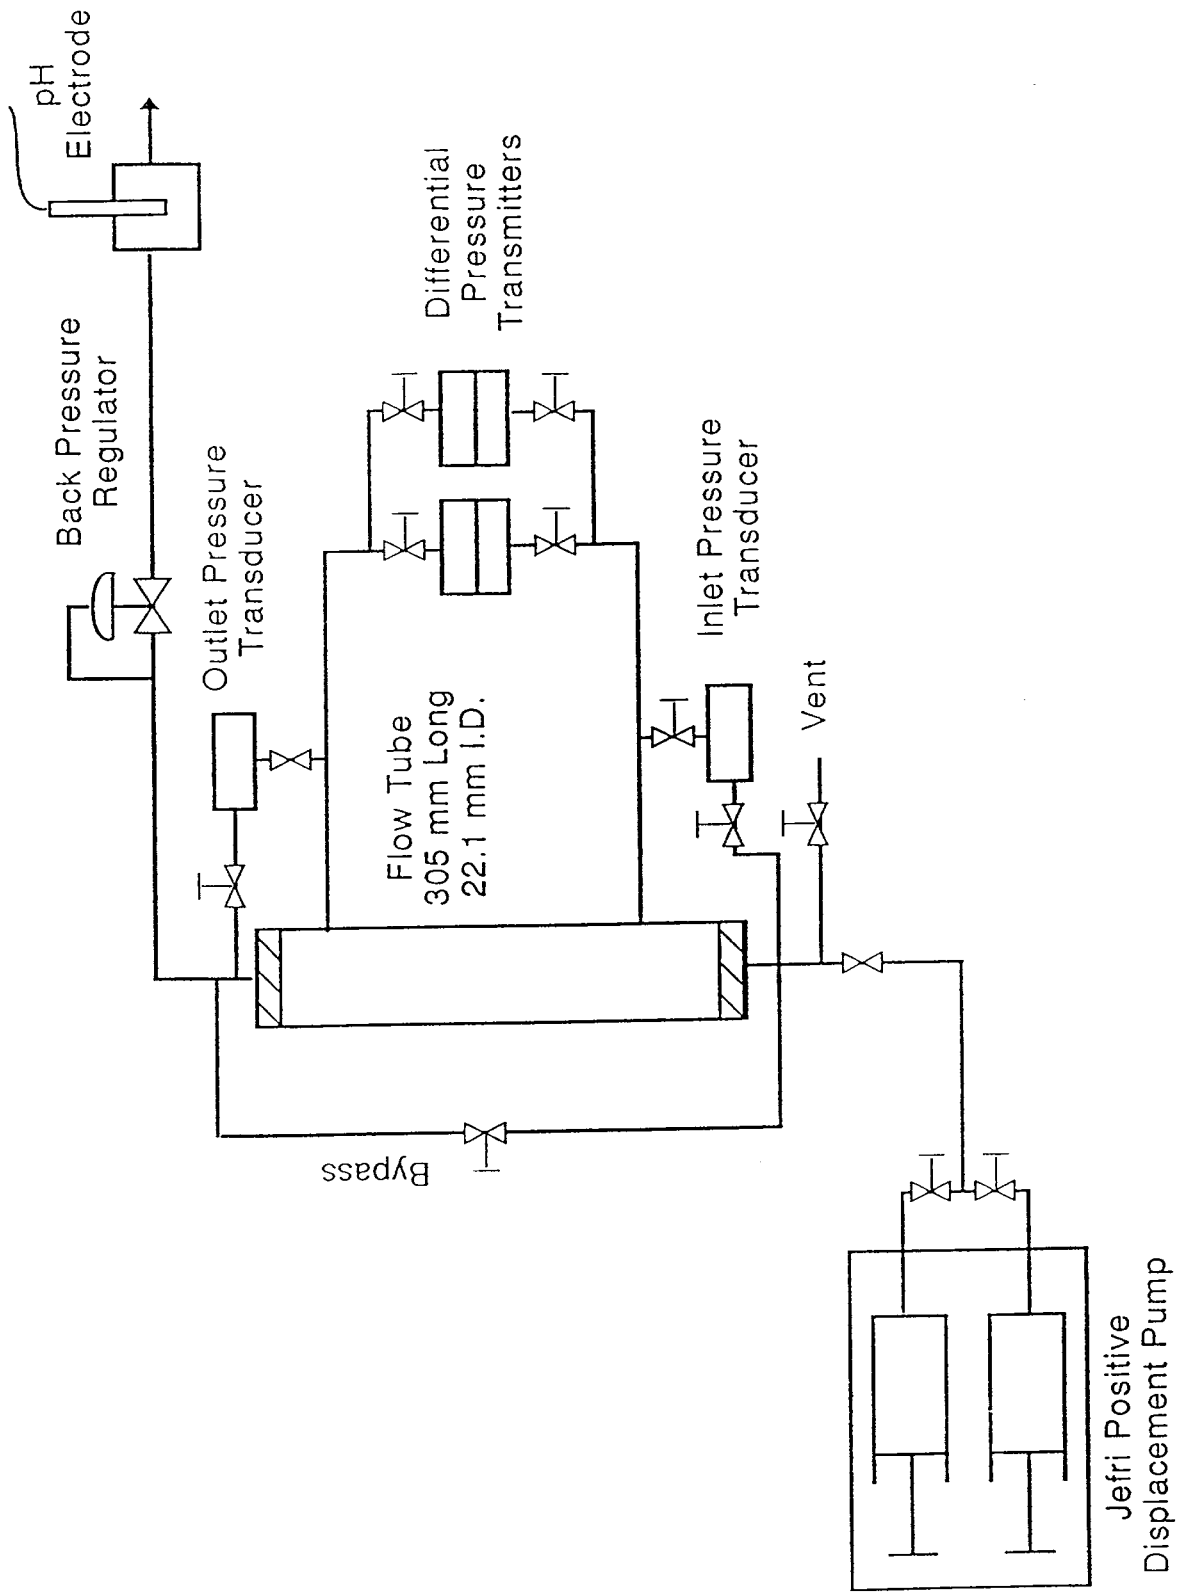 pH
Electrode
Back Pressure
Regulator
Outlet Pressure
Transducer
Differential
Pressure
Transmitters
Flow Tube
305 mm Long
22.1 mm I.D.
Inlet Pressure
Transducer
Vent
Bypass
Jefri Positive
Displacement Pump